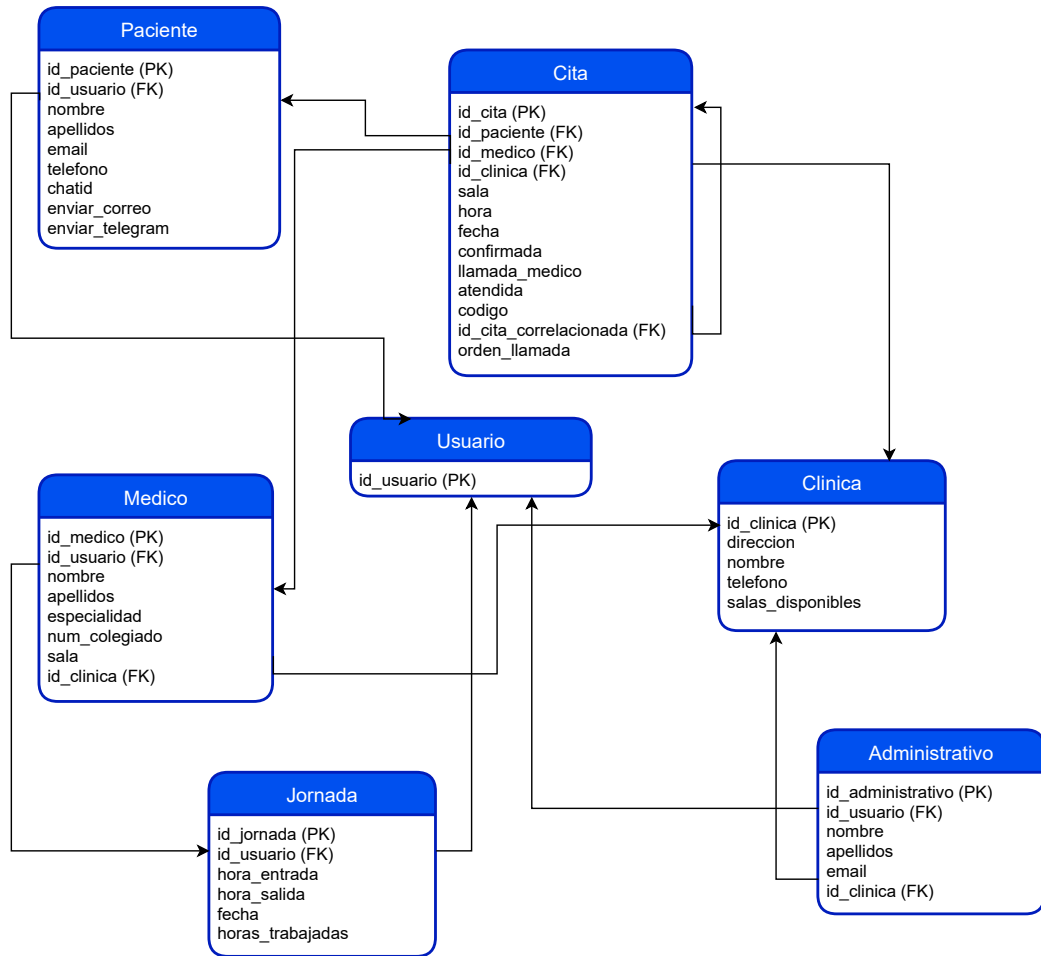 Paciente
id_paciente (PK)
id_usuario (FK)
nombre
apellidos
email
telefono
chatid
enviar_correo
enviar_telegram
Cita
id_cita (PK)
id_paciente (FK)
id_medico (FK)
id_clinica (FK)
sala
hora
fecha
confirmada
llamada_medico
atendida
codigo
id_cita_correlacionada (FK)
orden_llamada
Usuario
id_usuario (PK)
Medico
id_medico (PK)
id_usuario (FK)
nombre
apellidos
especialidad
num_colegiado
sala
id_clinica (FK)
Clinica
id_clinica (PK)
direccion
nombre
telefono
salas_disponibles
Jornada
id_jornada (PK)
id_usuario (FK)
hora_entrada
hora_salida
fecha
horas_trabajadas
Administrativo
id_administrativo (PK)
id_usuario (FK)
nombre
apellidos
email
id_clinica (FK)